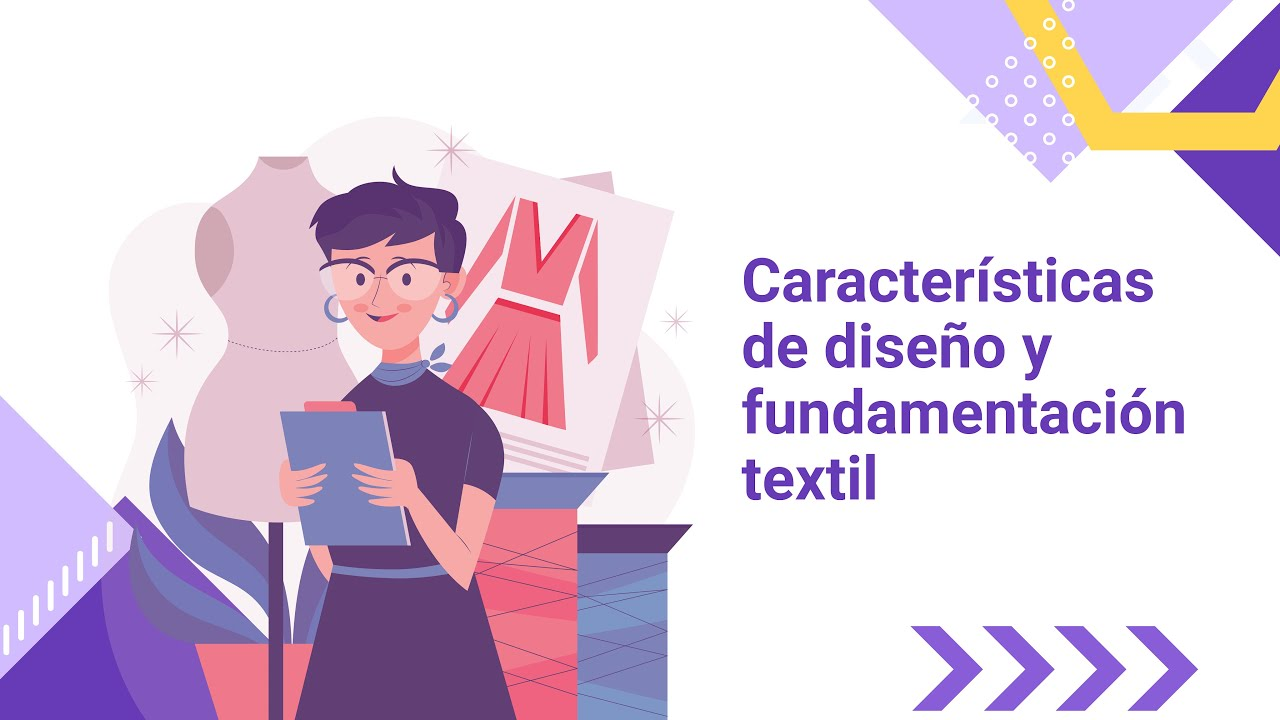 Características
de diseño y
fundamentación
textil